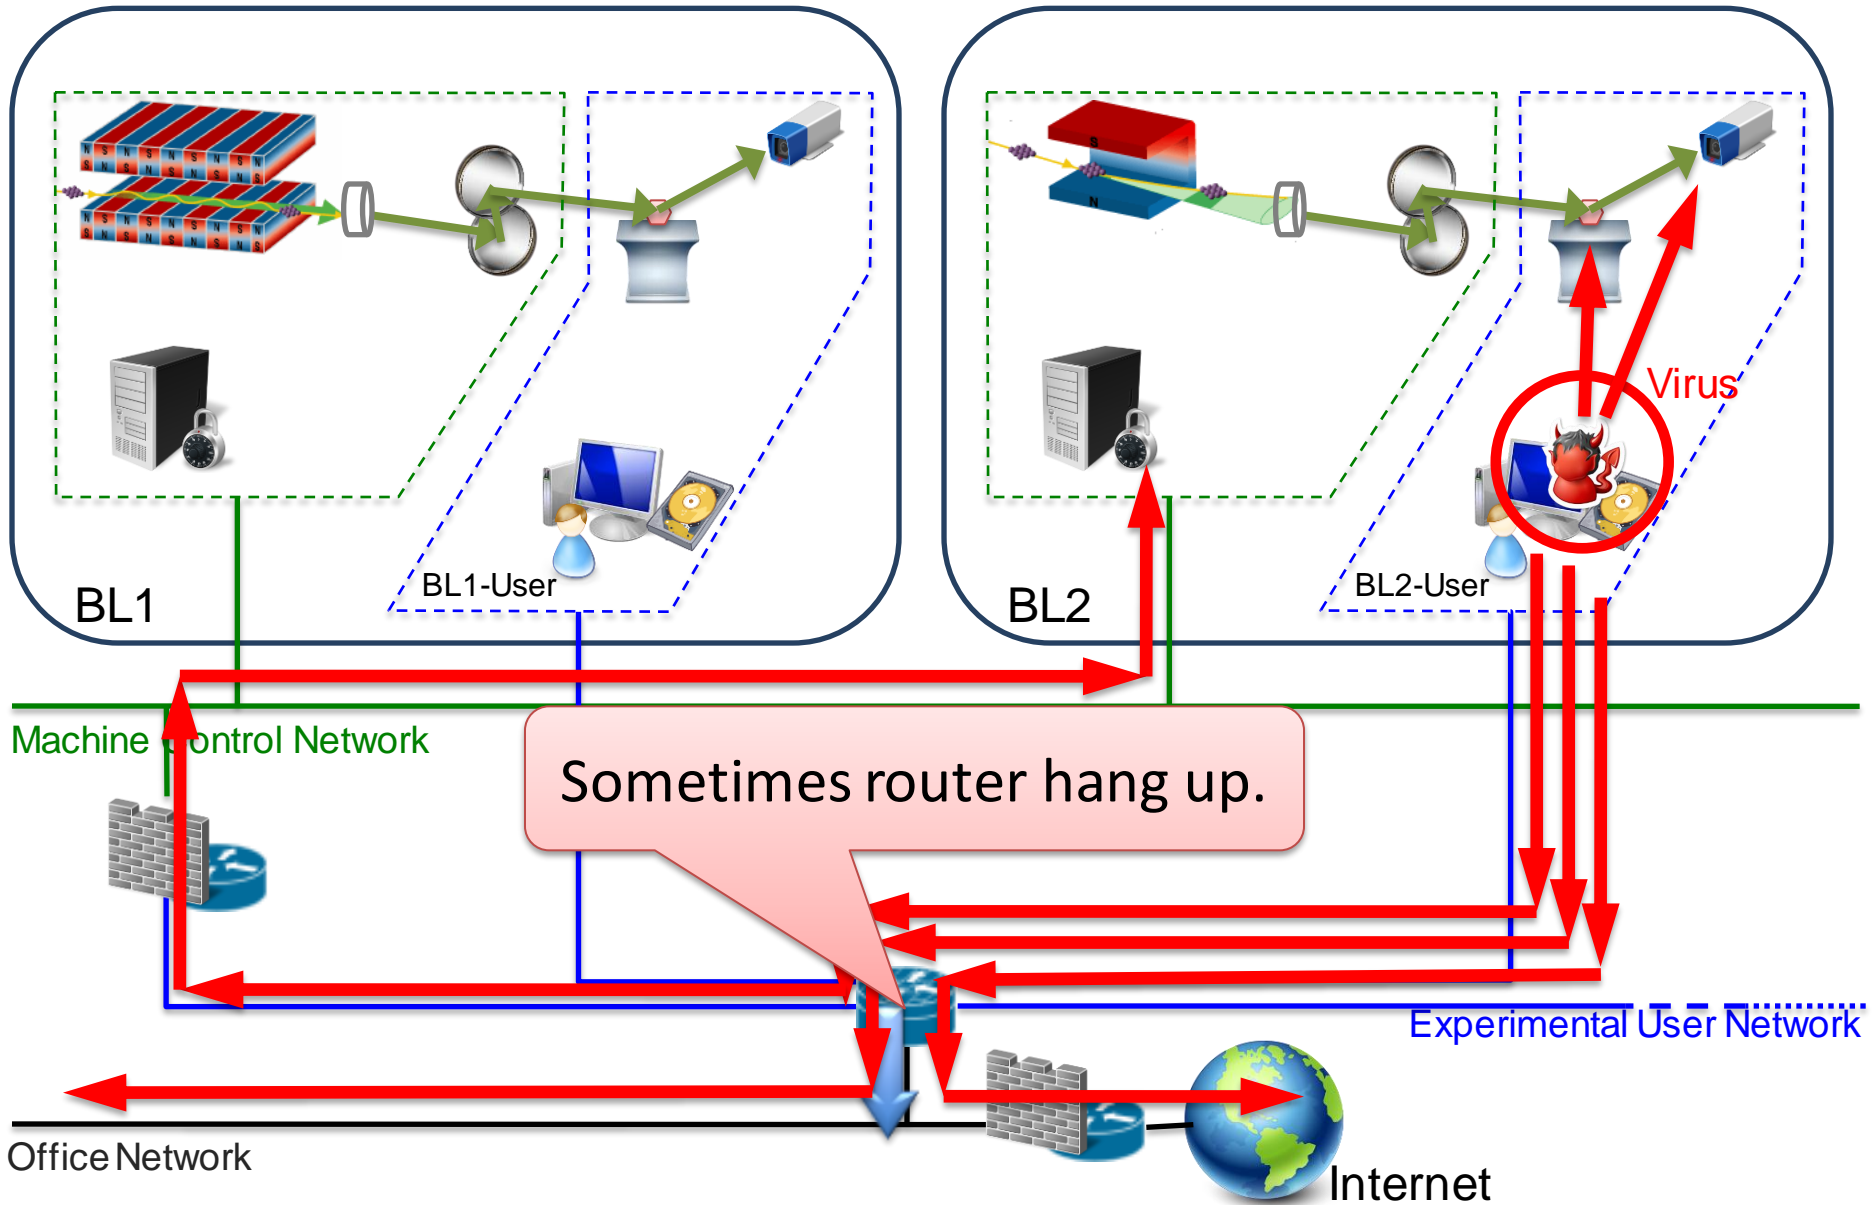 Virus
BL1-User
BL1
BL2-User
BL2
Machine Control Network
Sometimes router hang up.
Experimental User Network
Office Network
Internet